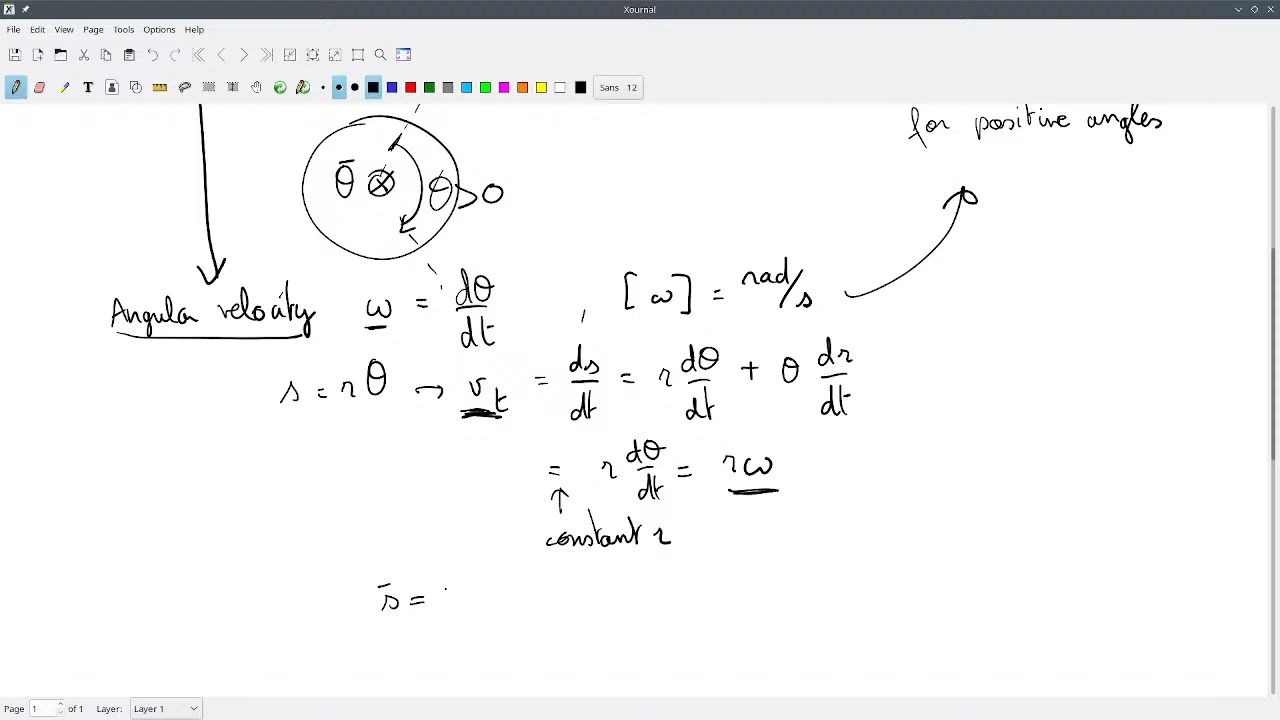 Xournal
File Edit View Page Tools Options Help
Sans 12
for positive angles
θ̄ ⊗ θ > 0
Angular velocity ω = dθ/dt , [ω] = rad/s
s = rθ → v_t = ds/dt = r dθ/dt + θ dr/dt
= r dθ/dt = rω
↑
constant r
s̄ =
Page 1 of 1 Layer: Layer 1